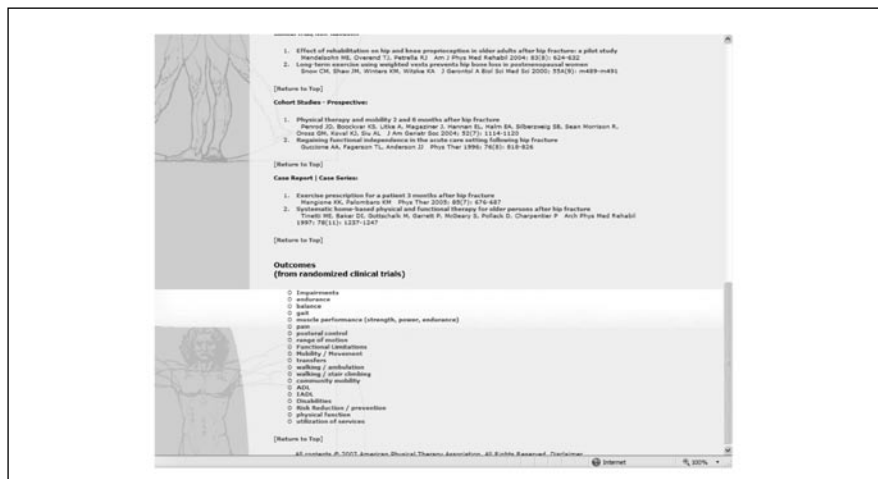 1. Effect of rehabilitation on hip and knee proprioception in older adults after hip fracture: a pilot study
Mendelsohn ME, Overend TJ, Petrella RJ Am J Phys Med Rehabil 2004; 83(8): 624-632
2. Long-term exercise using weighted vests prevents hip bone loss in postmenopausal women
Snow CM, Shaw JM, Winters KM, Witzke KA J Gerontol A Biol Sci Med Sci 2000; 55A(9): m489-m491
[Return to Top]
Cohort Studies - Prospective:
1. Physical therapy and mobility 2 and 6 months after hip fracture
Penrod JD, Boockvar KS, Litke A, Magaziner J, Hannan EL, Halm EA, Silberzweig SB, Sean Morrison R,
Orosz GM, Koval KJ, Siu AL J Am Geriatr Soc 2004; 52(7): 1114-1120
2. Regaining functional independence in the acute care setting following hip fracture
Guccione AA, Fagerson TL, Anderson JJ Phys Ther 1996; 76(8): 818-826
[Return to Top]
Case Report | Case Series:
1. Exercise prescription for a patient 3 months after hip fracture
Mangione KK, Palombaro KM Phys Ther 2005; 85(7): 676-687
2. Systematic home-based physical and functional therapy for older persons after hip fracture
Tinetti ME, Baker DI, Gottschalk M, Garrett P, McGeary S, Pollack D, Charpentier P Arch Phys Med Rehabil
1997; 78(11): 1237-1247
[Return to Top]
Outcomes
(from randomized clinical trials)
Impairments
endurance
balance
gait
muscle performance (strength, power, endurance)
pain
postural control
range of motion
Functional Limitations
Mobility / Movement
transfers
walking / ambulation
walking / stair climbing
community mobility
ADL
IADL
Disabilities
Risk Reduction / prevention
physical function
utilization of services
[Return to Top]
All contents © 2007 American Physical Therapy Association. All Rights Reserved. Disclaimer
Internet
100%